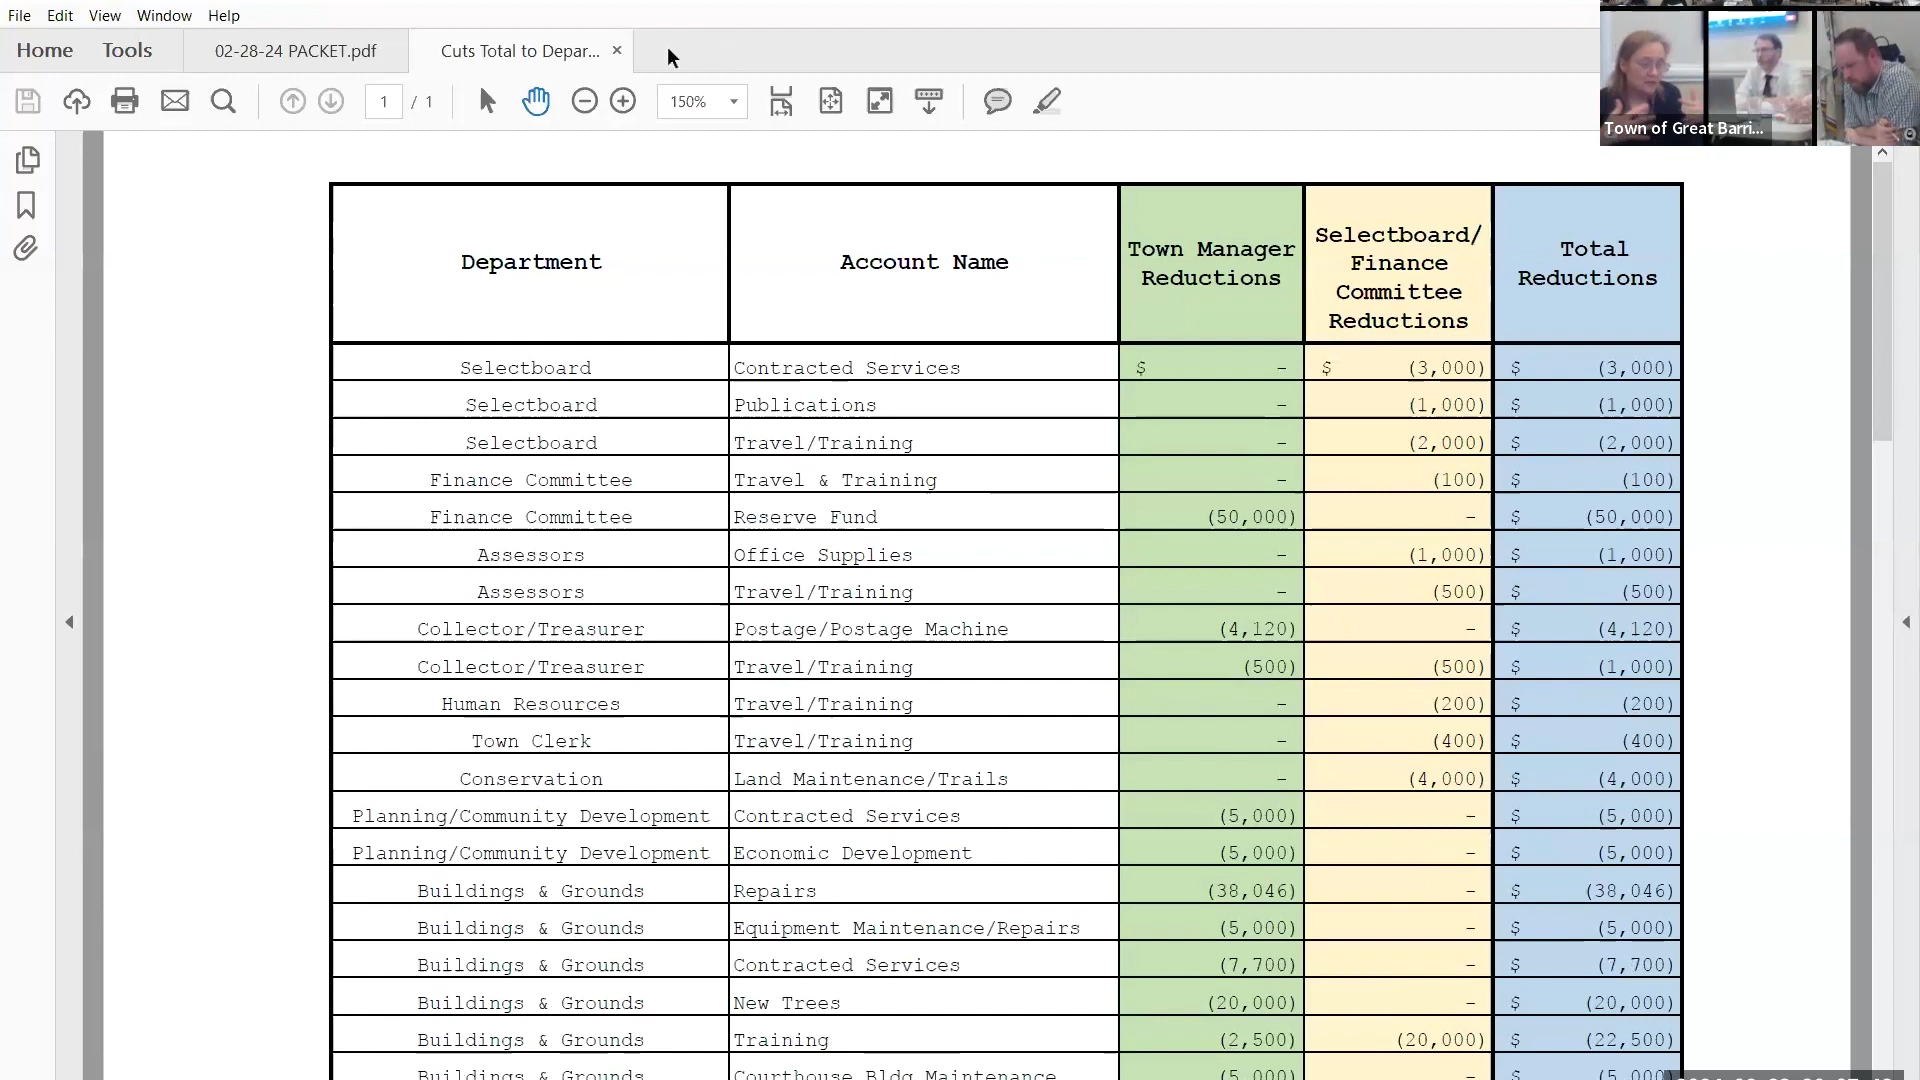 File Edit View Window Help
Home Tools 02-28-24 PACKET.pdf Cuts Total to Depar... ×
1 / 1 150%
Town of Great Barri...
Department Account Name Town Manager Reductions Selectboard/ Finance Committee Reductions Total Reductions
Selectboard Contracted Services $ - $ (3,000) $ (3,000)
Selectboard Publications - (1,000) $ (1,000)
Selectboard Travel/Training - (2,000) $ (2,000)
Finance Committee Travel & Training - (100) $ (100)
Finance Committee Reserve Fund (50,000) - $ (50,000)
Assessors Office Supplies - (1,000) $ (1,000)
Assessors Travel/Training - (500) $ (500)
Collector/Treasurer Postage/Postage Machine (4,120) - $ (4,120)
Collector/Treasurer Travel/Training (500) (500) $ (1,000)
Human Resources Travel/Training - (200) $ (200)
Town Clerk Travel/Training - (400) $ (400)
Conservation Land Maintenance/Trails - (4,000) $ (4,000)
Planning/Community Development Contracted Services (5,000) - $ (5,000)
Planning/Community Development Economic Development (5,000) - $ (5,000)
Buildings & Grounds Repairs (38,046) - $ (38,046)
Buildings & Grounds Equipment Maintenance/Repairs (5,000) - $ (5,000)
Buildings & Grounds Contracted Services (7,700) - $ (7,700)
Buildings & Grounds New Trees (20,000) - $ (20,000)
Buildings & Grounds Training (2,500) (20,000) $ (22,500)
Buildings & Grounds Courthouse Bldg Maintenance (5,000) - $ (5,000)